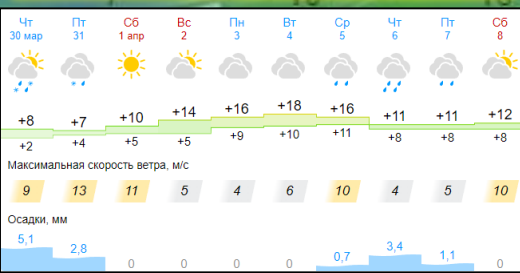 Чт Пт Сб Вс Пн Вт Ср Чт Пт Сб
30 мар 31 1 апр 2 3 4 5 6 7 8
+8 +7 +10 +14 +16 +18 +16 +11 +11 +12
+2 +4 +5 +5 +9 +10 +11 +8 +8 +8
Максимальная скорость ветра, м/с
9 13 11 5 4 6 10 4 5 10
Осадки, мм
5,1 2,8 0 0 0 0 0,7 3,4 1,1 0